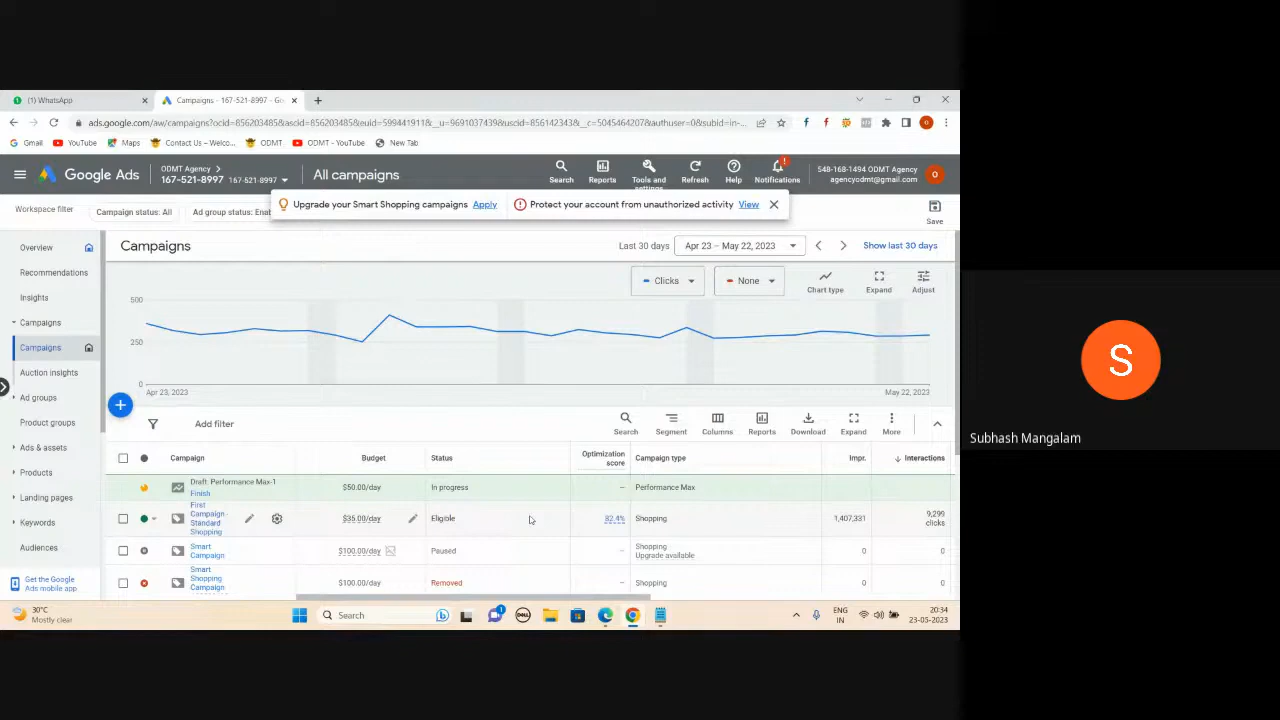 (1) WhatsApp
Campaigns - 167-521-8997 - Go
ads.google.com/aw/campaigns?ocid=856203485&ascid=856203485&euid=599441911&__u=9691037439&uscid=856142343&__c=5045464207&authuser=0&subid=in-...
Gmail YouTube Maps Contact Us – Welco... ODMT ODMT - YouTube New Tab
Google Ads
ODMT Agency
167-521-8997 167-521-8997
All campaigns
Search Reports Tools and settings Refresh Help Notifications
548-168-1494 ODMT Agency
agencyodmt@gmail.com
O
Workspace filter Campaign status: All Ad group status: Enab
Upgrade your Smart Shopping campaigns Apply
Protect your account from unauthorized activity View
Save
Overview
Recommendations
Insights
Campaigns
Campaigns
Auction insights
Ad groups
Product groups
Ads & assets
Products
Landing pages
Keywords
Audiences
Get the Google
Ads mobile app
Campaigns
Last 30 days Apr 23 – May 22, 2023 Show last 30 days
Clicks None Chart type Expand Adjust
500
250
0
Apr 23, 2023 May 22, 2023
Add filter
Search Segment Columns Reports Download Expand More
Campaign Budget Status Optimization score Campaign type Impr. Interactions
Draft: Performance Max-1
Finish
$50.00/day In progress – Performance Max
First
Campaign -
Standard
Shopping
$35.00/day Eligible 82.4% Shopping 1,407,331 9,299
clicks
Smart
Campaign
$100.00/day Paused – Shopping
Upgrade available
0 0
Smart
Shopping
Campaign
$100.00/day Removed – Shopping 0 0
30°C
Mostly clear
Search
1
DELL
ENG
IN
20:34
23-05-2023
S
Subhash Mangalam